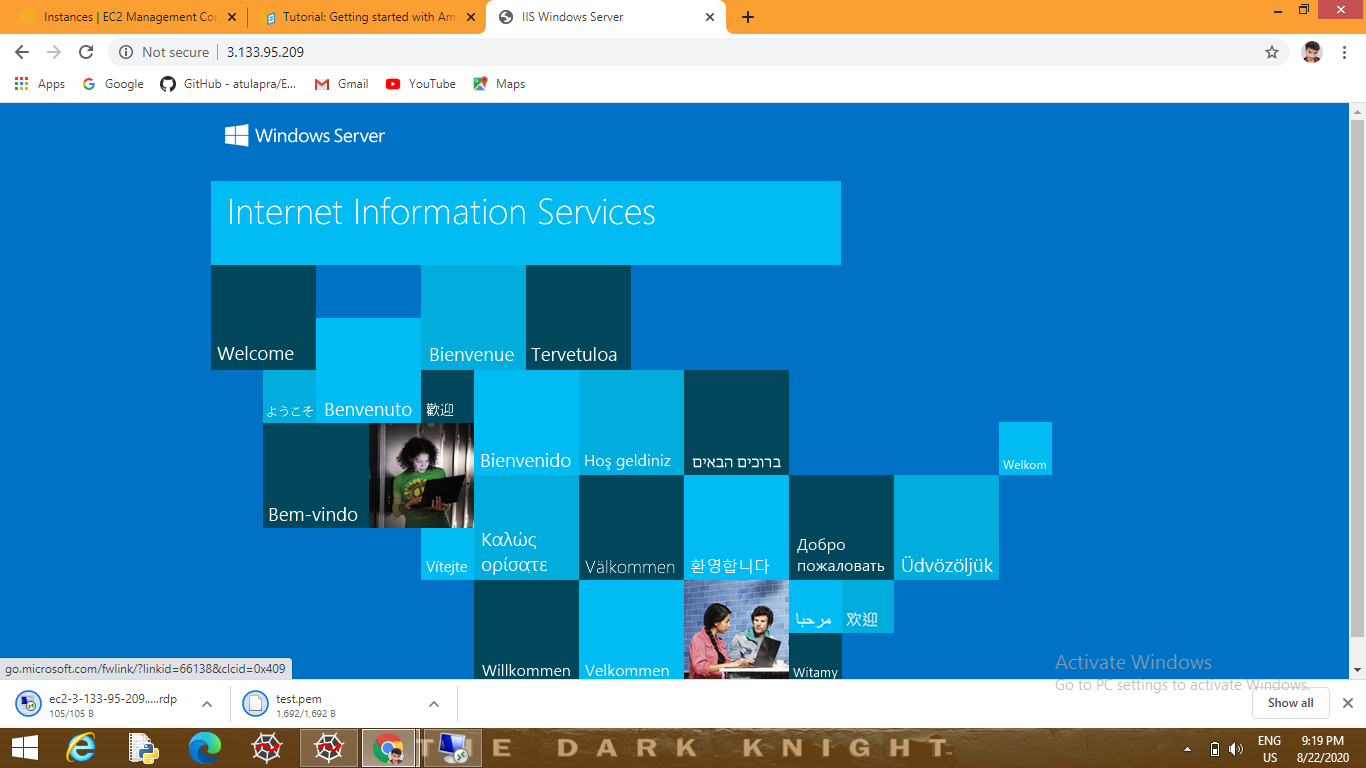 Instances | EC2 Management Con
Tutorial: Getting started with Ama
IIS Windows Server
Not secure
3.133.95.209
Apps
Google
GitHub - atulapra/E...
Gmail
YouTube
Maps
Windows Server
Internet Information Services
Welcome
Bienvenue
Tervetuloa
ようこそ
Benvenuto
歡迎
Bienvenido
Hoş geldiniz
ברוכים הבאים
Welkom
Bem-vindo
Vítejte
Καλώς
ορίσατε
Välkommen
환영합니다
Добро
пожаловать
Üdvözöljük
Willkommen
Velkommen
مرحبا
欢迎
Witamy
go.microsoft.com/fwlink/?linkid=66138&clcid=0x409
Activate Windows
Go to PC settings to activate Windows.
ec2-3-133-95-209.....rdp
105/105 B
test.pem
1,692/1,692 B
Show all
THE DARK KNIGHT
ENG
US
9:19 PM
8/22/2020